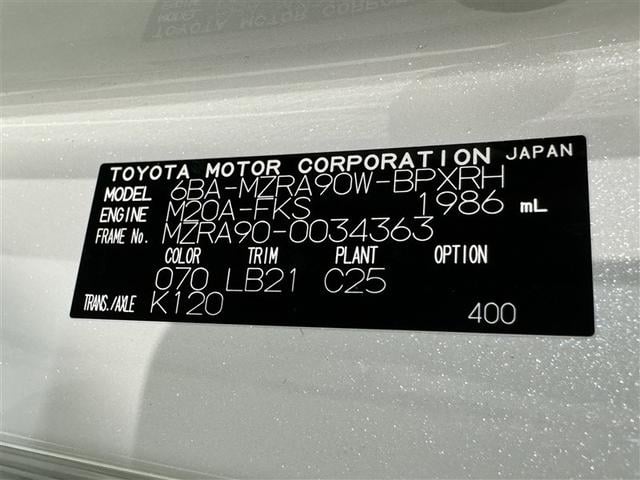 TOYOTA MOTOR CORPORATION JAPAN
MODEL 6BA-MZRA90W-BPXRH
ENGINE M20A-FKS 1986 mL
FRAME No. MZRA90-0034363
COLOR TRIM PLANT OPTION
070 LB21 C25
TRANS./AXLE K120
400